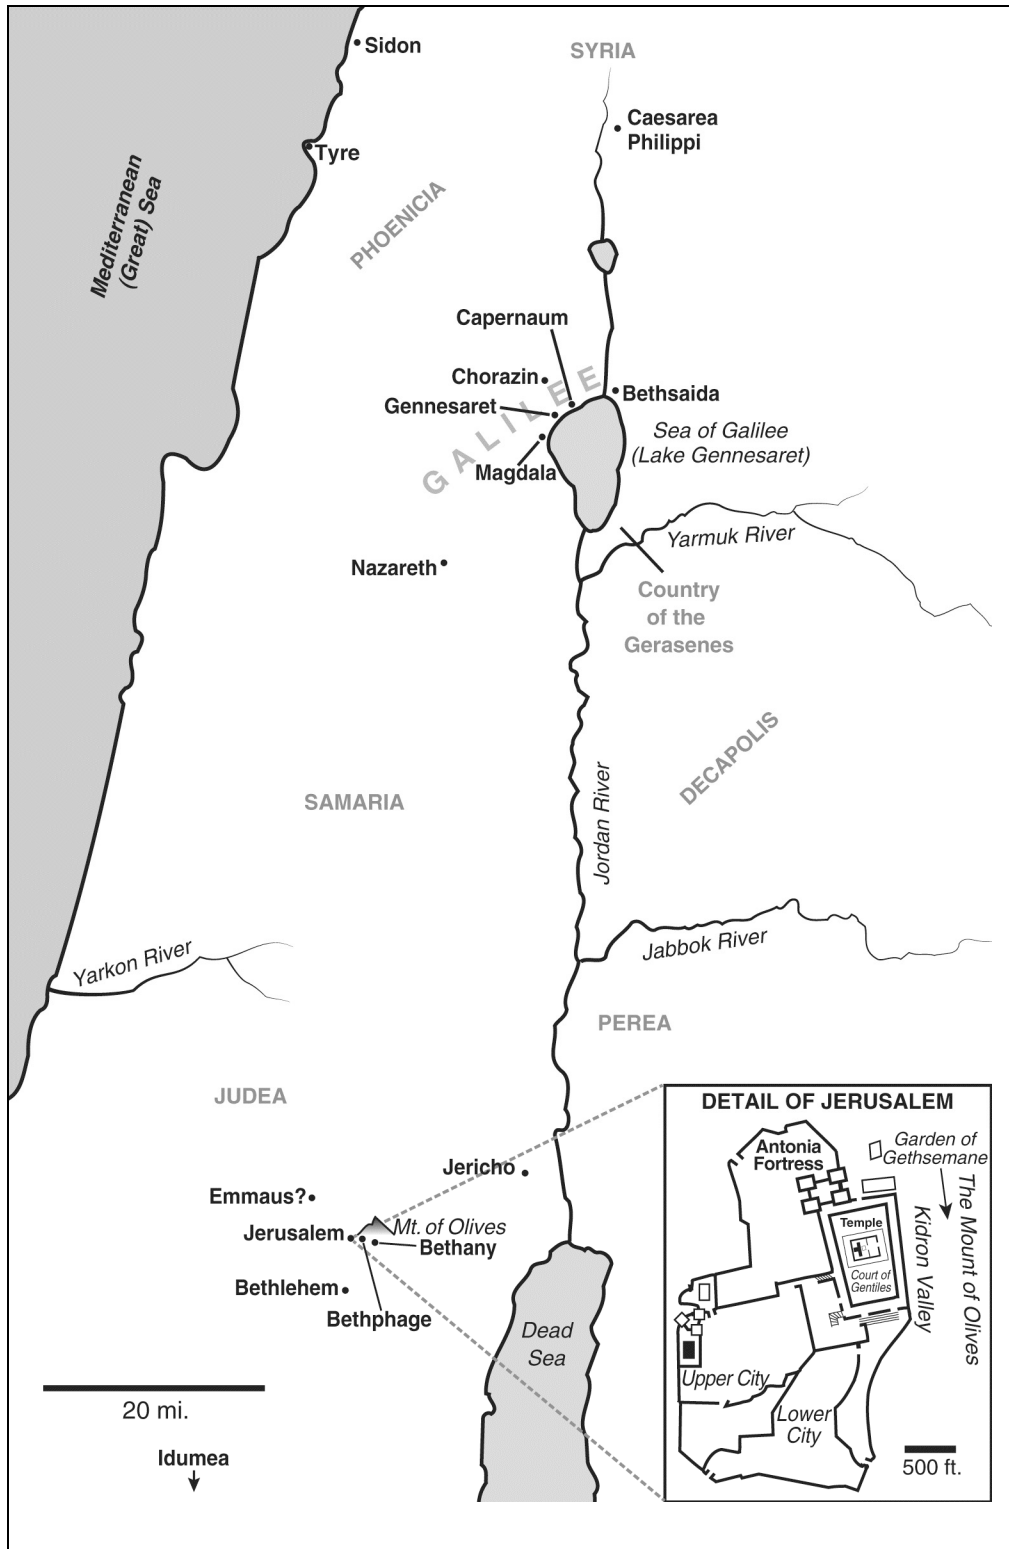 Sidon
SYRIA
Caesarea
Philippi
Tyre
Mediterranean
(Great) Sea
PHOENICIA
Capernaum
Chorazin
Gennesaret
GALILEE
Bethsaida
Sea of Galilee
(Lake Gennesaret)
Magdala
Yarmuk River
Nazareth
Country
of the
Gerasenes
DECAPOLIS
SAMARIA
Jordan River
Yarkon River
Jabbok River
PEREA
JUDEA
Jericho
Emmaus?
Jerusalem
Mt. of Olives
Bethany
Bethlehem
Bethphage
Dead
Sea
20 mi.
Idumea
DETAIL OF JERUSALEM
Antonia
Fortress
Garden of
Gethsemane
The Mount of Olives
Kidron Valley
Temple
Court of
Gentiles
Upper City
Lower
City
500 ft.